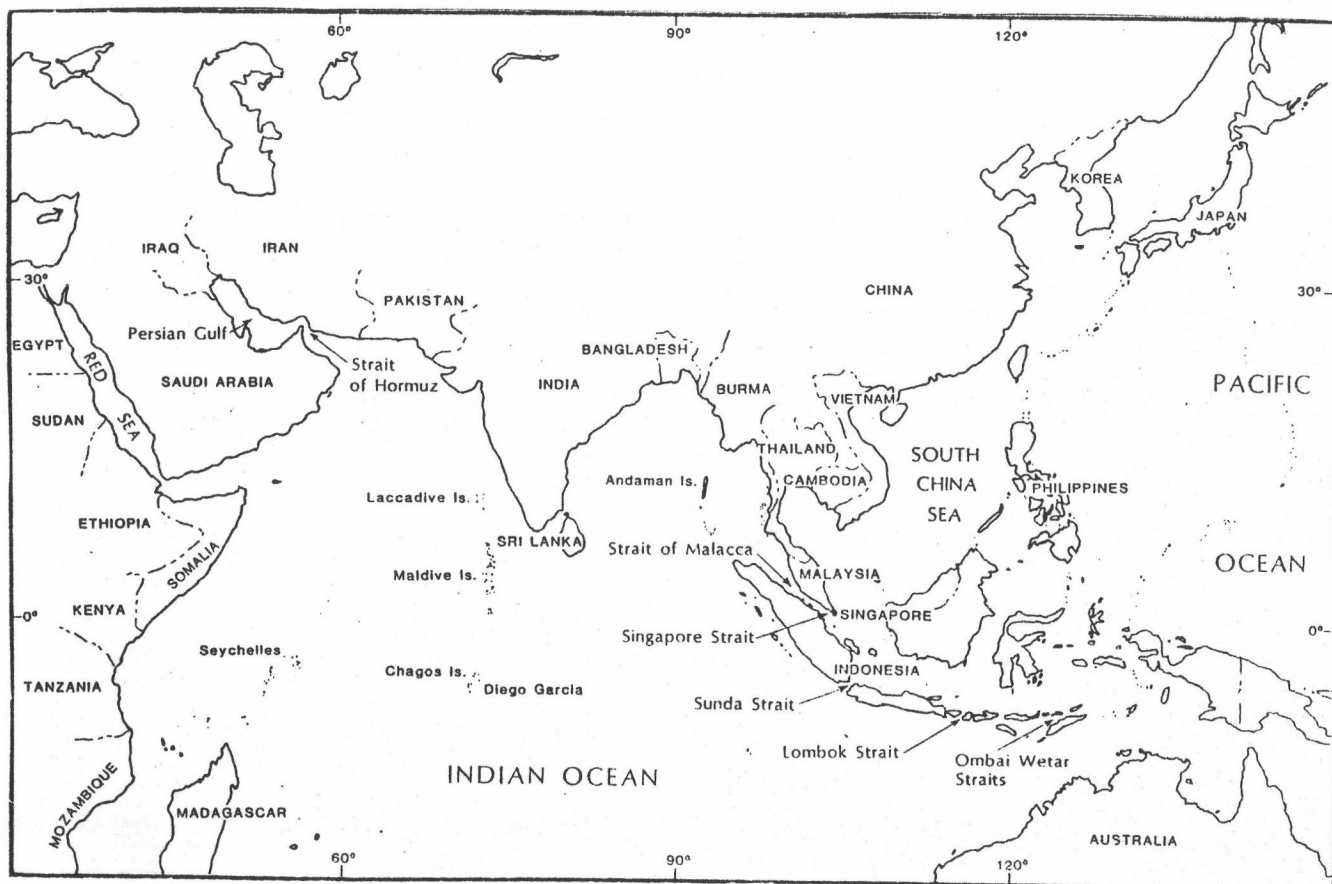 60°
90°
120°
KOREA
JAPAN
IRAQ
IRAN
30°
CHINA
30°
PAKISTAN
Persian Gulf
EGYPT
RED
SEA
Strait
of Hormuz
BANGLADESH
SAUDI ARABIA
INDIA
BURMA
VIETNAM
PACIFIC
SUDAN
THAILAND
SOUTH
CHINA
SEA
CAMBODIA
Andaman Is.
PHILIPPINES
Laccadive Is.
ETHIOPIA
SRI LANKA
Strait of Malacca
SOMALIA
Maldive Is.
MALAYSIA
OCEAN
KENYA
0°
SINGAPORE
0°
Singapore Strait
Seychelles
Chagos Is.
INDONESIA
TANZANIA
Diego Garcia
Sunda Strait
Lombok Strait
Ombai Wetar
Straits
INDIAN OCEAN
MOZAMBIQUE
MADAGASCAR
AUSTRALIA
60°
90°
120°